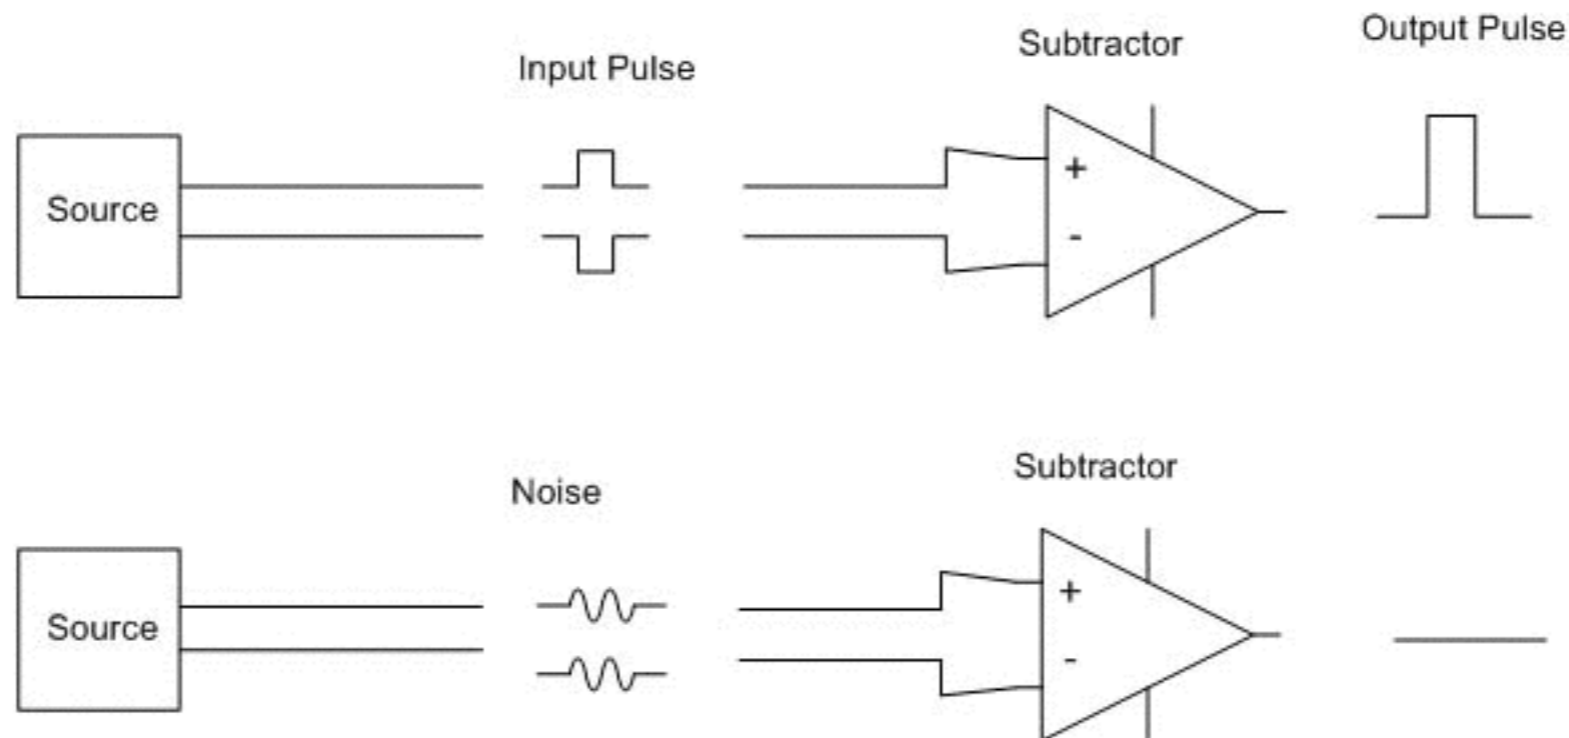 Output Pulse
Subtractor
Input Pulse
Source
+
-
Subtractor
Noise
Source
+
-